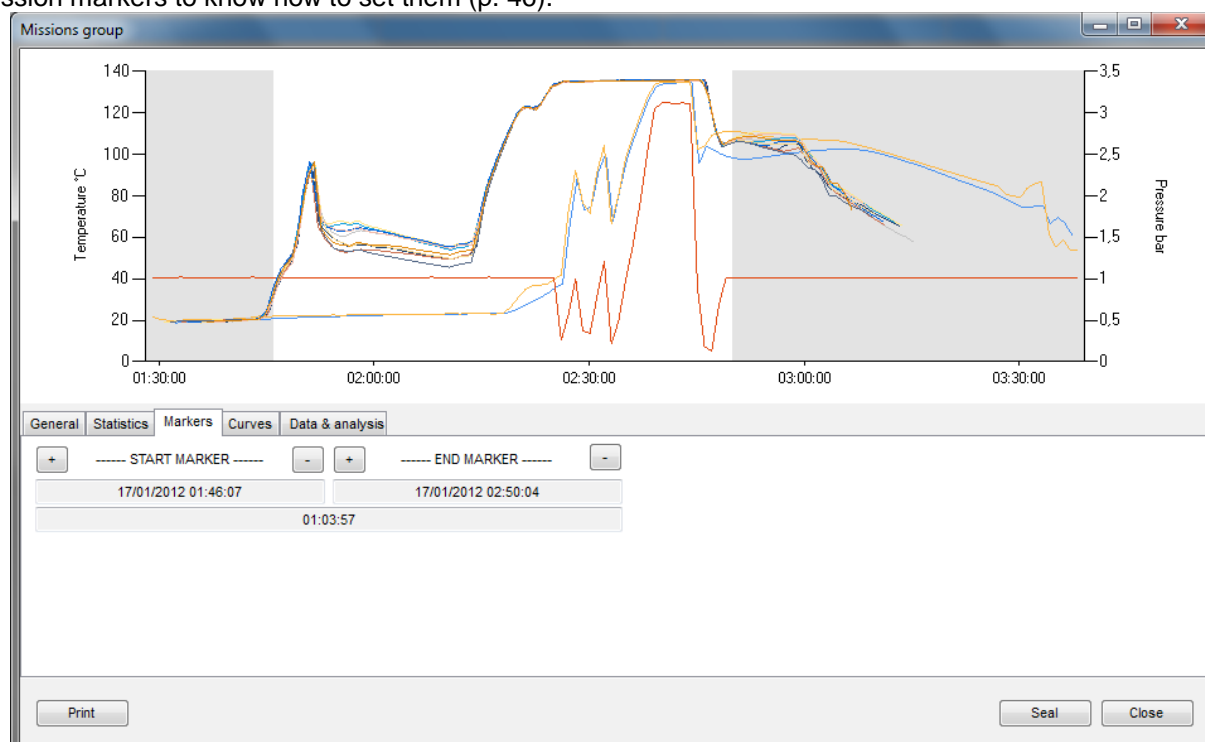 ssion markers to know how to set them (p. 46).
Missions group
140
120
100
80
60
40
20
0
Temperature °C
3,5
3
2,5
2
1,5
1
0,5
0
Pressure bar
01:30:00 02:00:00 02:30:00 03:00:00 03:30:00
General Statistics Markers Curves Data & analysis
+ ------ START MARKER ------ - + ------ END MARKER ------ -
17/01/2012 01:46:07 17/01/2012 02:50:04
01:03:57
Print Seal Close